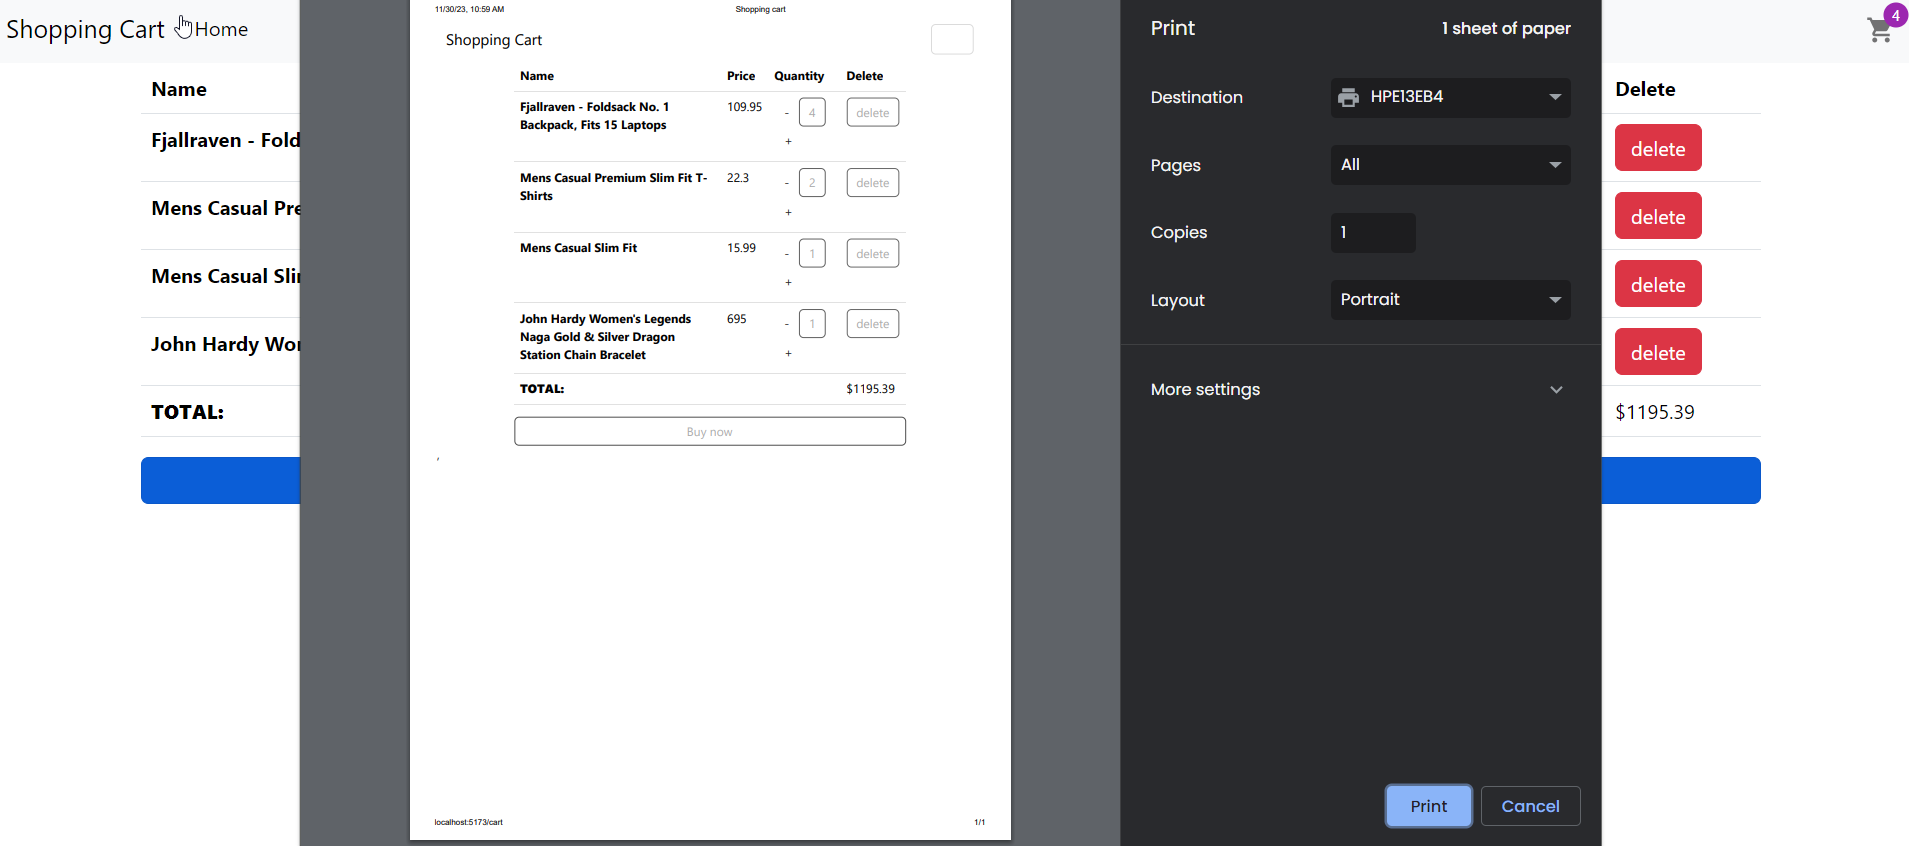 Shopping Cart Home
4
Name
Delete
Fjallraven - Fold
delete
Mens Casual Pre
delete
Mens Casual Sli
delete
John Hardy Wo
delete
TOTAL:
$1195.39
11/30/23, 10:59 AM Shopping cart
Shopping Cart
Name Price Quantity Delete
Fjallraven - Foldsack No. 1 109.95 - 4 delete
Backpack, Fits 15 Laptops
+
Mens Casual Premium Slim Fit T- 22.3 - 2 delete
Shirts
+
Mens Casual Slim Fit 15.99 - 1 delete
+
John Hardy Women's Legends 695 - 1 delete
Naga Gold & Silver Dragon
Station Chain Bracelet +
TOTAL: $1195.39
Buy now
,
localhost:5173/cart 1/1
Print 1 sheet of paper
Destination HPE13EB4
Pages All
Copies 1
Layout Portrait
More settings
Print Cancel